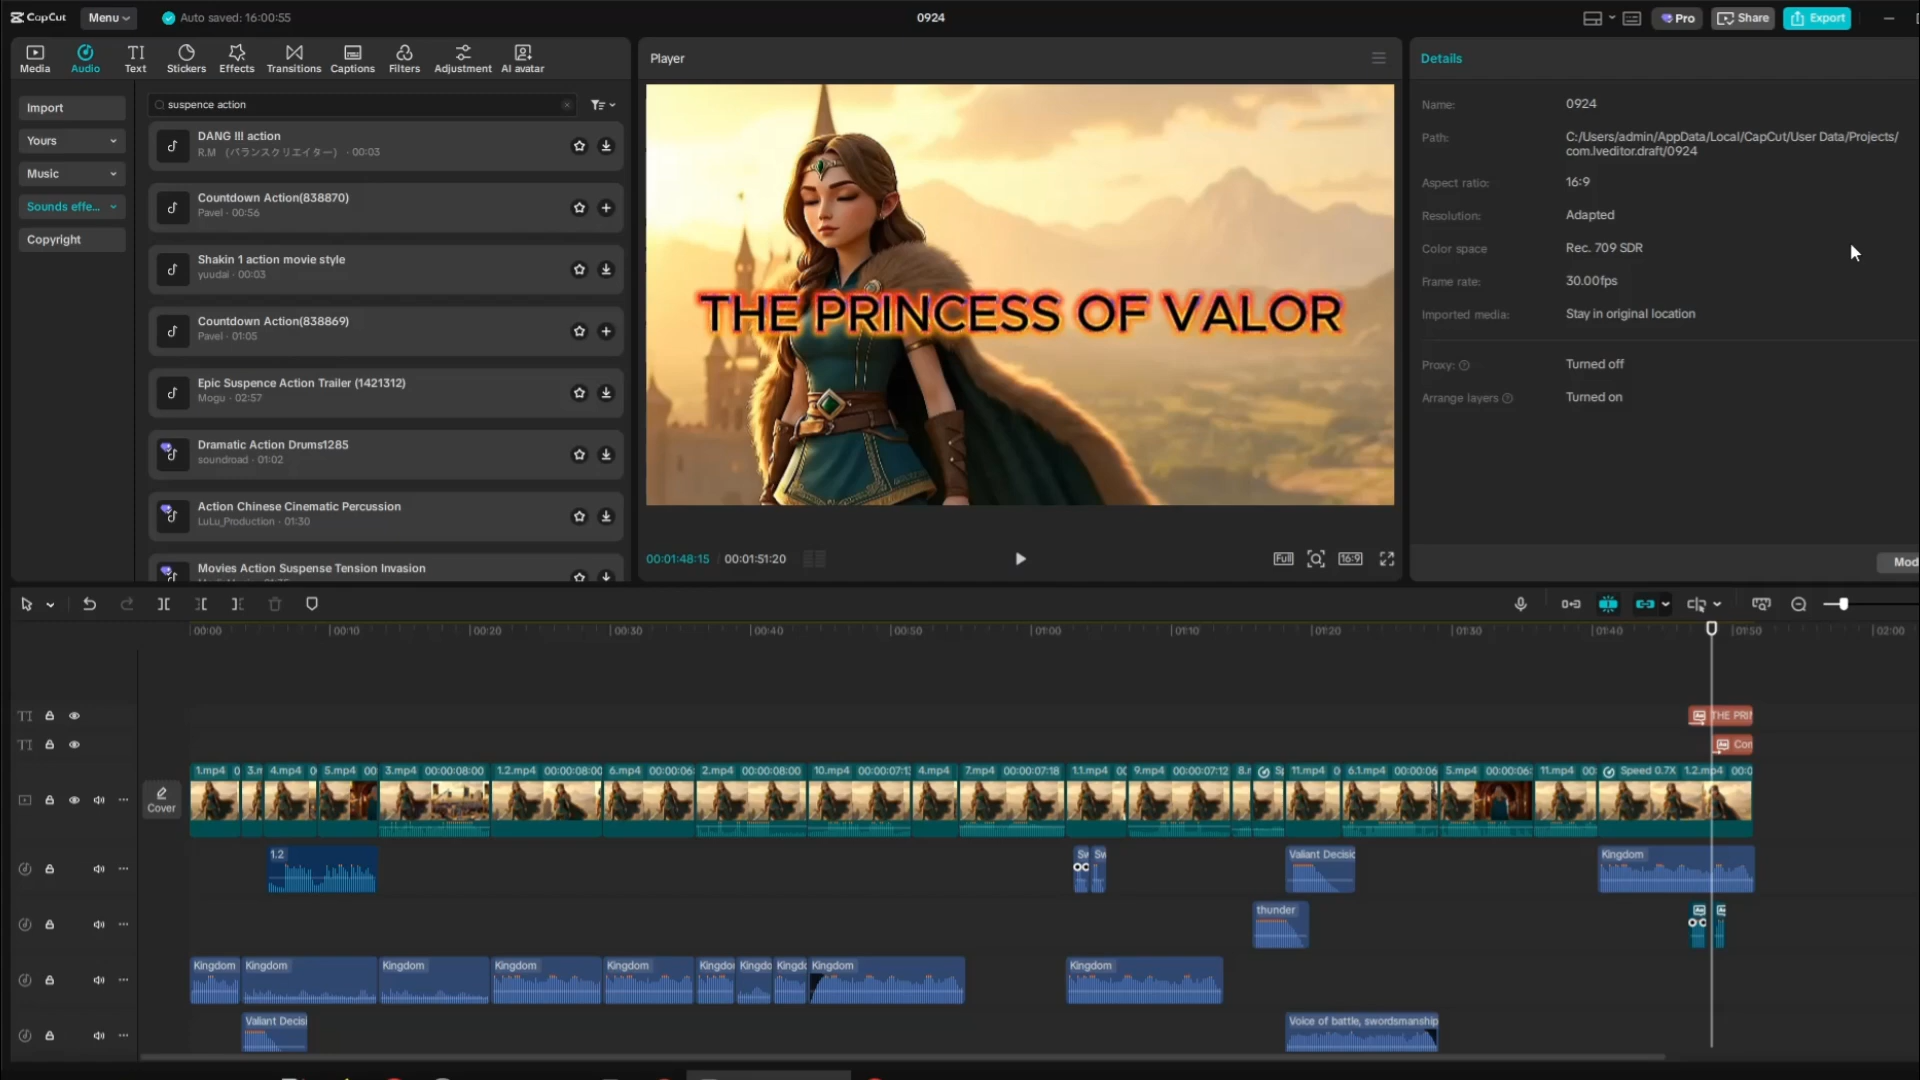 CapCut
Menu
Auto saved: 16:00:55
0924
Pro
Share
Export
Media
Audio
Text
Stickers
Effects
Transitions
Captions
Filters
Adjustment
AI avatar
Import
Yours
Music
Sounds effe...
Copyright
suspence action
DANG !!! action
R.M （バランスクリエイター） · 00:03
Countdown Action(838870)
Pavel · 00:56
Shakin 1 action movie style
yuudai · 00:03
Countdown Action(838869)
Pavel · 01:05
Epic Suspence Action Trailer (1421312)
Mogu · 02:57
Dramatic Action Drums1285
soundroad · 01:02
Action Chinese Cinematic Percussion
LuLu_Production · 01:30
Movies Action Suspense Tension Invasion
Player
THE PRINCESS OF VALOR
00:01:48:15 / 00:01:51:20
Full
16:9
Details
Name: 0924
Path: C:/Users/admin/AppData/Local/CapCut/User Data/Projects/
com.lveditor.draft/0924
Aspect ratio: 16:9
Resolution: Adapted
Color space Rec. 709 SDR
Frame rate: 30.00fps
Imported media: Stay in original location
Proxy: Turned off
Arrange layers Turned on
Mod
00:00 00:10 00:20 00:30 00:40 00:50 01:00 01:10 01:20 01:30 01:40 01:50 02:00
THE PRI
Con
Cover
1.mp4 0 3.m 4.mp4 0 5.mp4 00 3.mp4 00:00:08:00 1.2.mp4 00:00:08:00 6.mp4 00:00:06: 2.mp4 00:00:08:00 10.mp4 00:00:07:1 4.mp4 7.mp4 00:00:07:18 1.1.mp4 00 9.mp4 00:00:07:12 8.r Sp 11.mp4 0 6.1.mp4 00:00:06 5.mp4 00:00:06: 11.mp4 00: Speed 0.7X 1.2.mp4 00:0
1.2 Sw Sw Valiant Decisic Kingdom
thunder
Kingdom Kingdom Kingdom Kingdom Kingdom Kingdo Kingdo Kingd Kingdom Kingdom
Valiant Decisi Voice of battle, swordsmanship